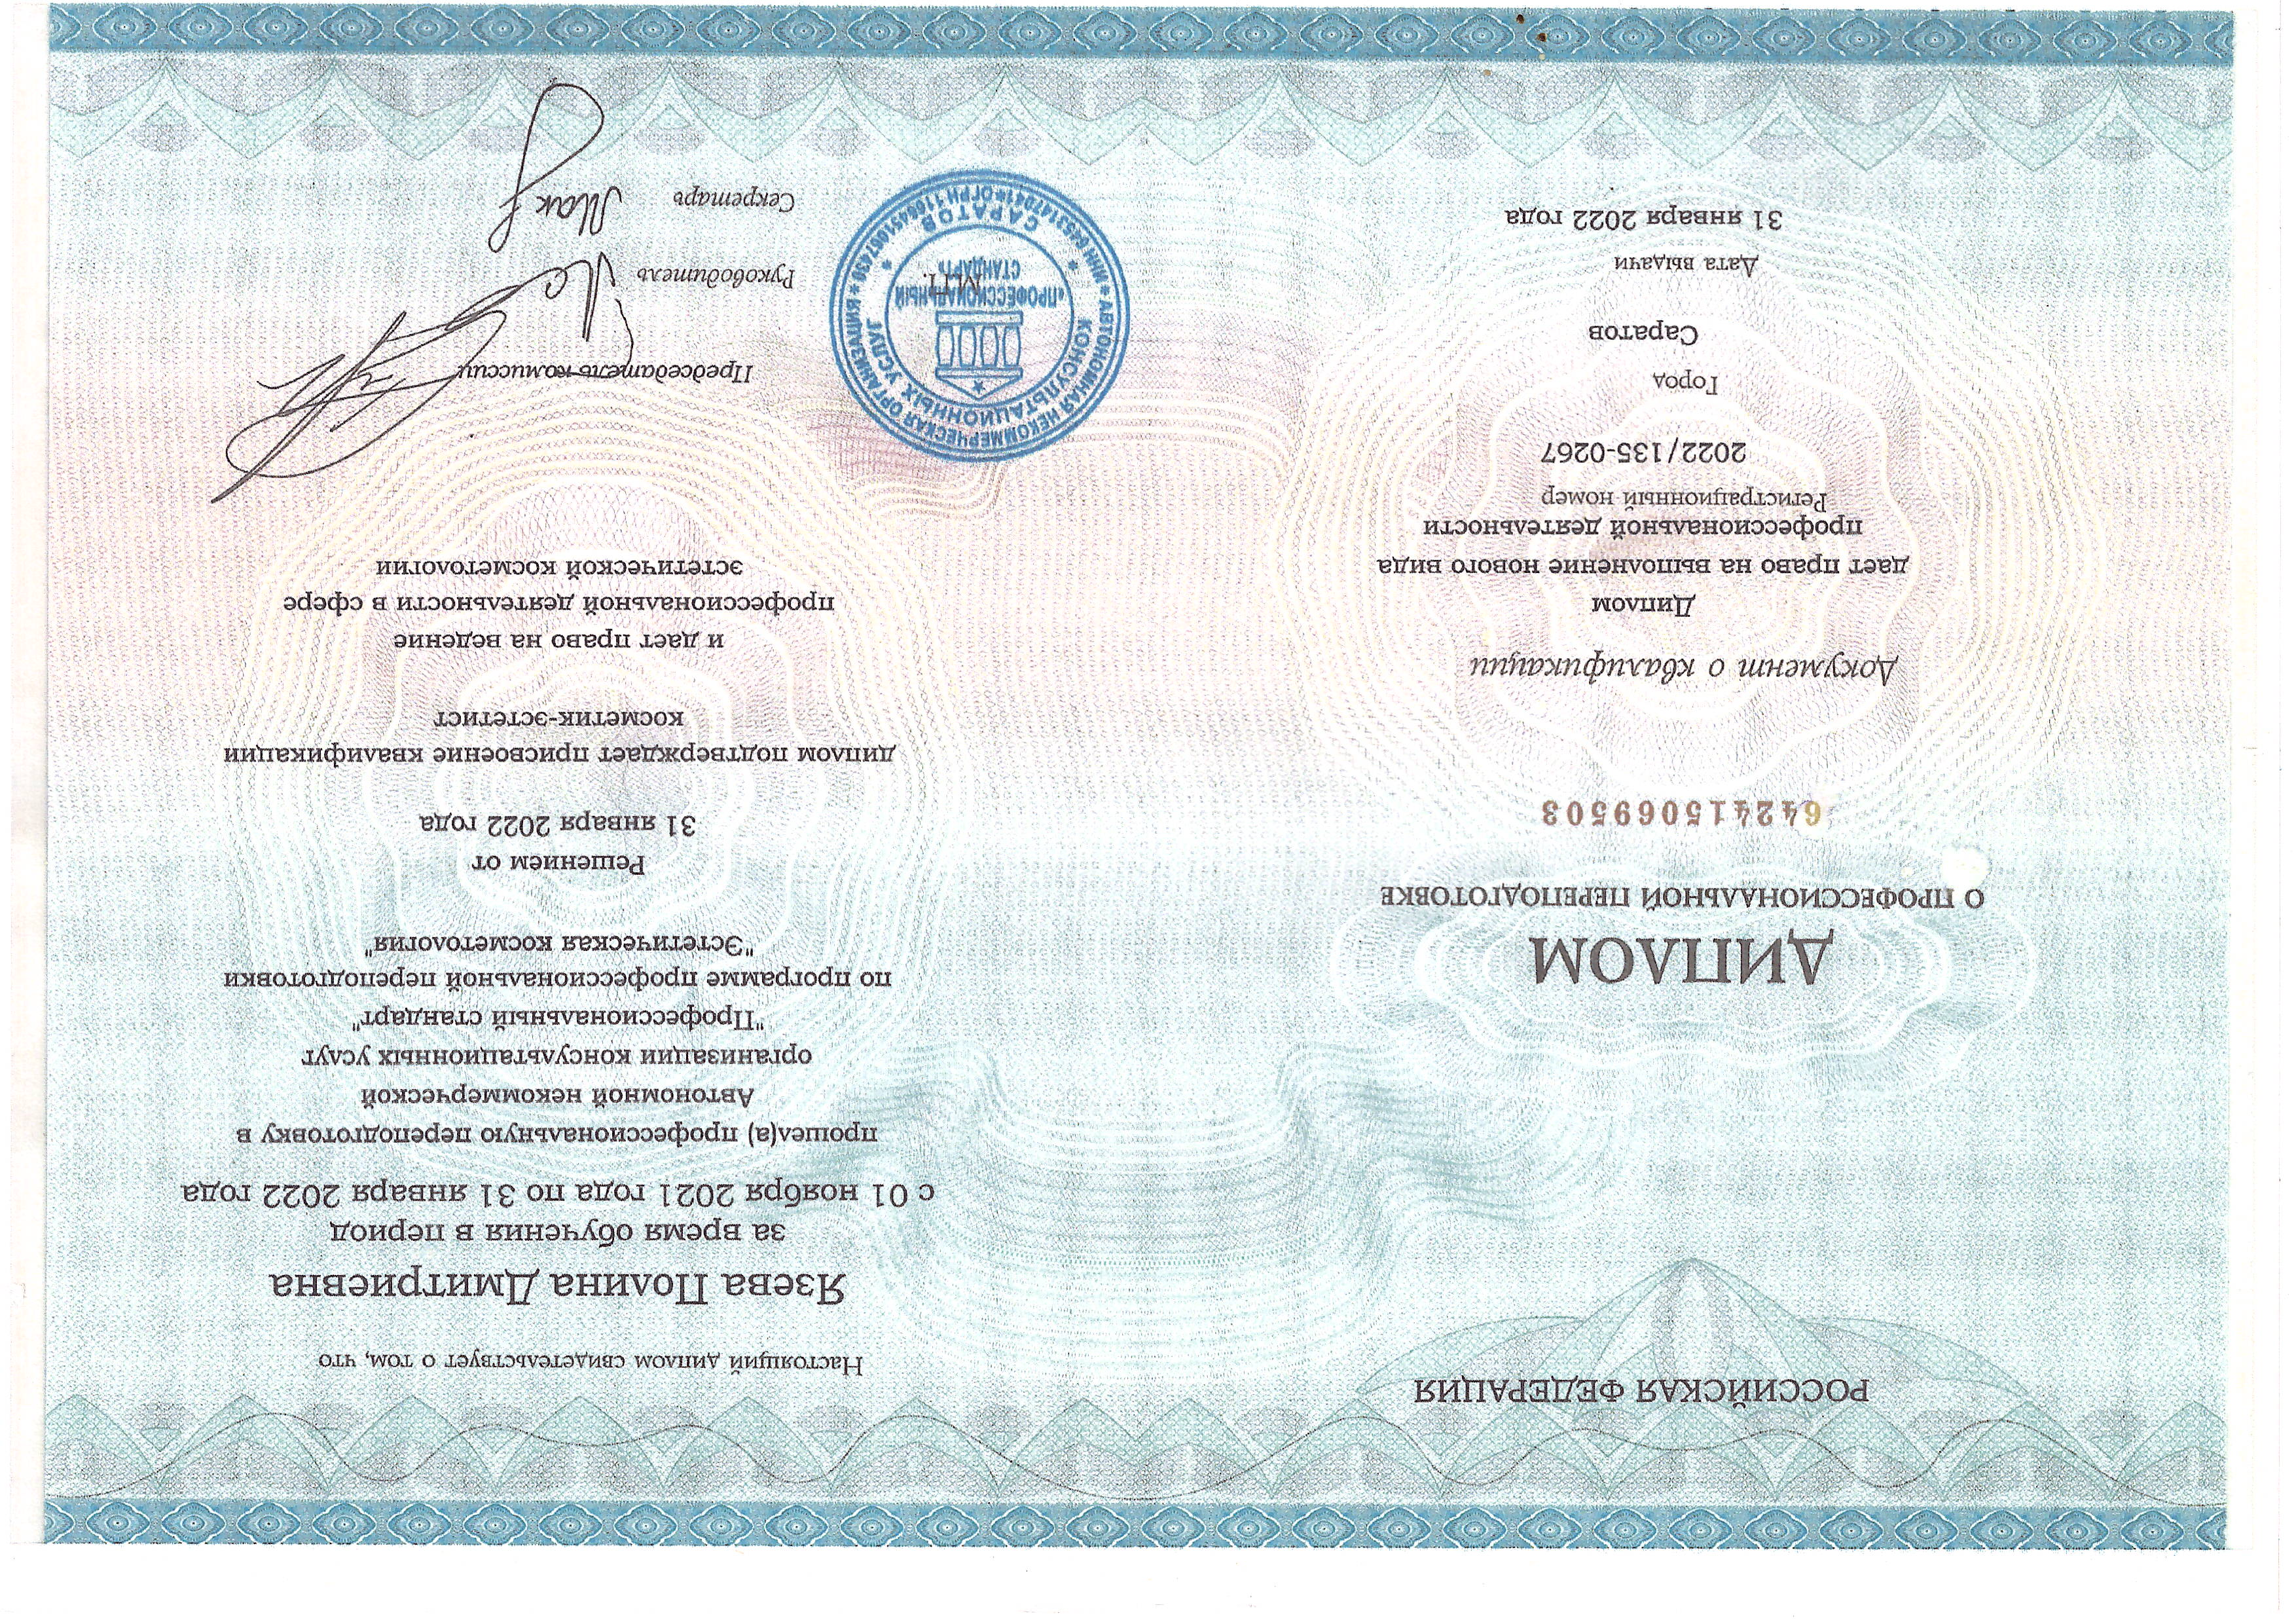 РОССИЙСКАЯ ФЕДЕРАЦИЯ
ДИПЛОМ
О ПРОФЕССИОНАЛЬНОЙ ПЕРЕПОДГОТОВКЕ
642415069503
Документ о квалификации
Диплом
дает право на выполнение нового вида
профессиональной деятельности
Регистрационный номер
2022/135-0267
Город
Саратов
Дата выдачи
31 января 2022 года
Настоящий диплом свидетельствует о том, что
Язева Полина Дмитриевна
за время обучения в период
с 01 ноября 2021 года по 31 января 2022 года
прошел(а) профессиональную переподготовку в
Автономной некоммерческой
организации консультационных услуг
"Профессиональный стандарт"
по программе профессиональной переподготовки
"Эстетическая косметология"
Решением от
31 января 2022 года
диплом подтверждает присвоение квалификации
косметик-эстетист
и дает право на ведение
профессиональной деятельности в сфере
эстетической косметологии
Председатель комиссии
Руководитель
Секретарь
М.П.
АВТОНОМНАЯ НЕКОММЕРЧЕСКАЯ ОРГАНИЗАЦИЯ
КОНСУЛЬТАЦИОННЫХ УСЛУГ
«ПРОФЕССИОНАЛЬНЫЙ
СТАНДАРТ»
САРАТОВ
ИНН 6453147041 ОГРН 1166451067430